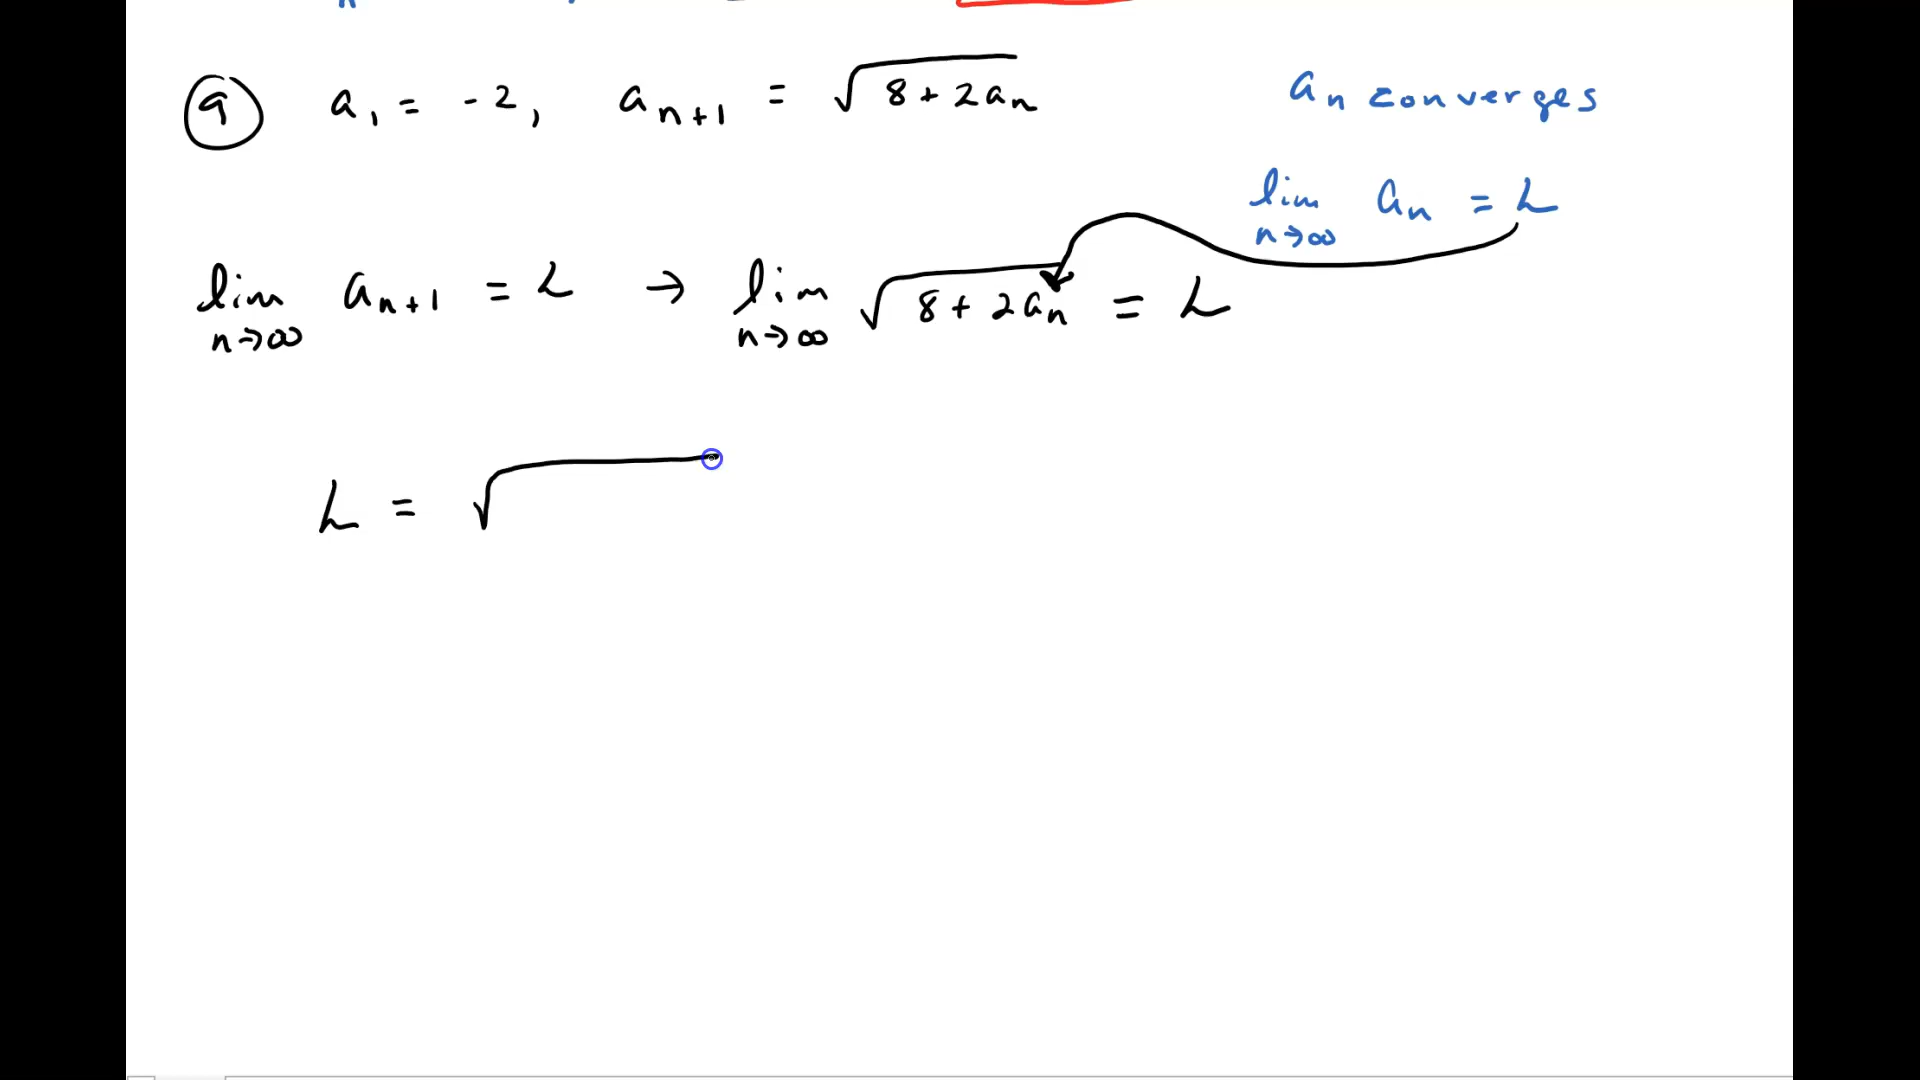 9 a₁ = -2, aₙ₊₁ = √(8 + 2aₙ) aₙ converges
lim n→∞ aₙ = L
lim n→∞ aₙ₊₁ = L → lim n→∞ √(8 + 2aₙ) = L
L = √